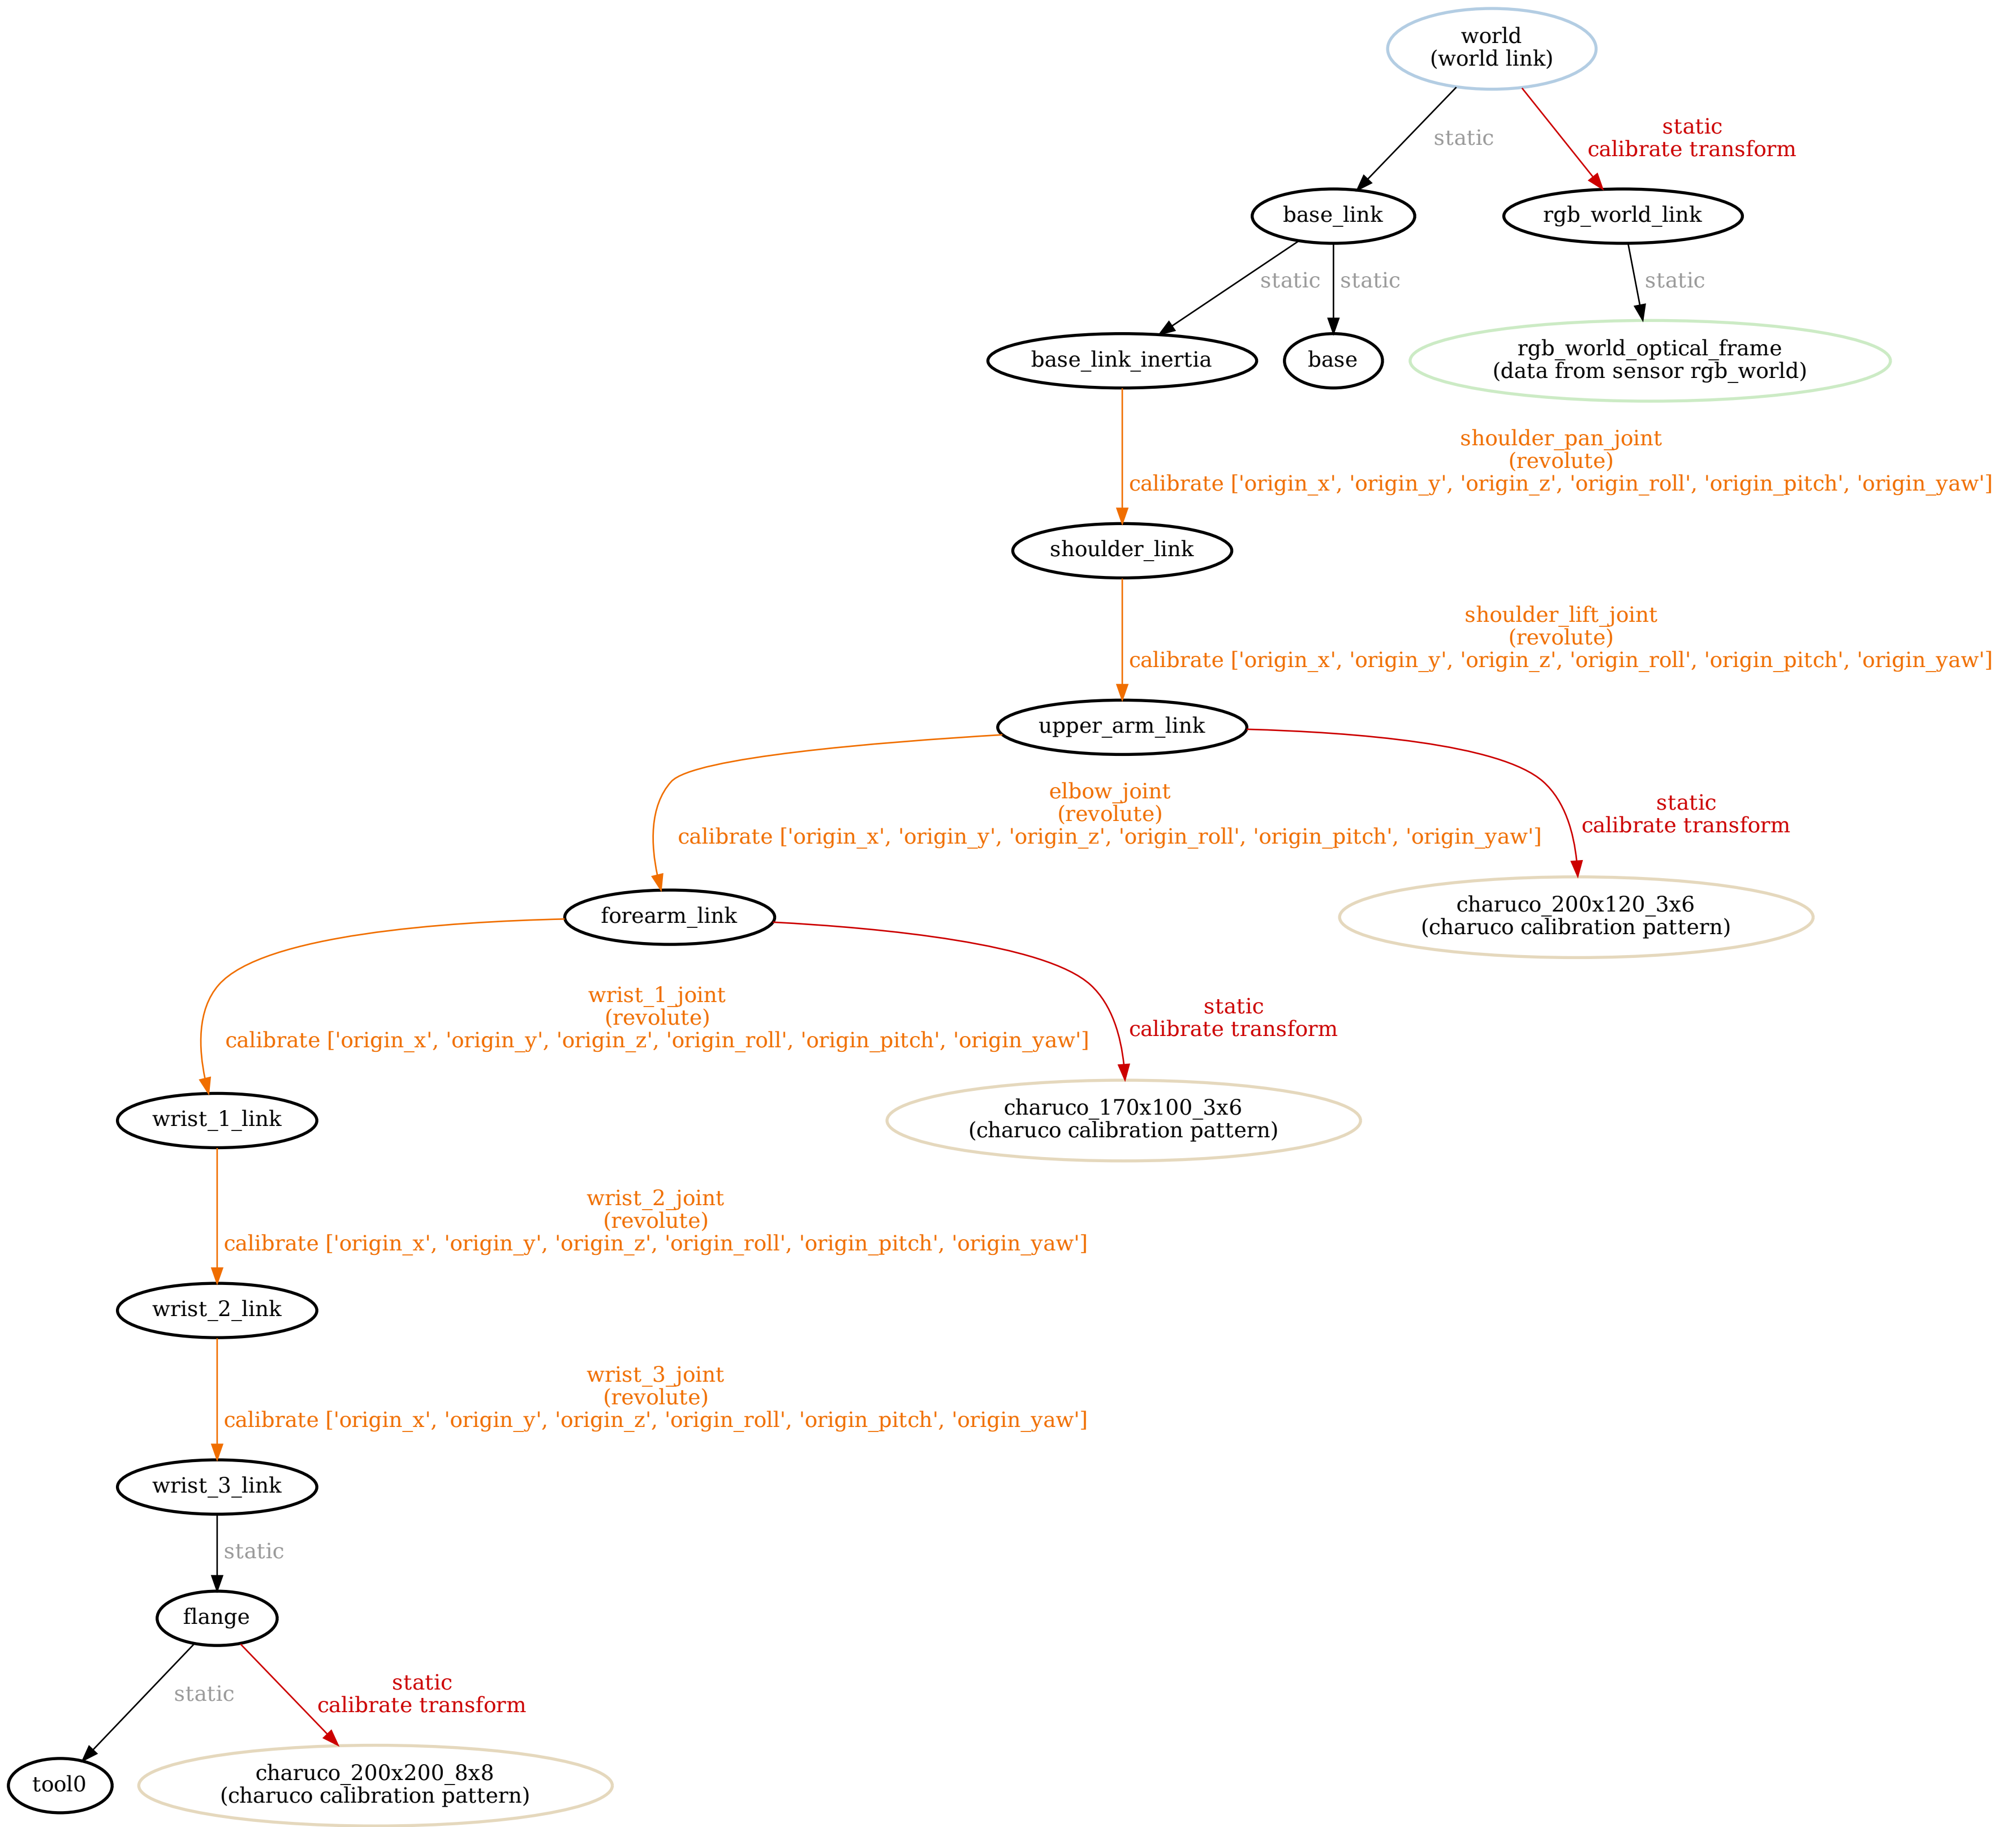 world
(world link)
static
static
calibrate transform
base_link
rgb_world_link
static
static
static
base_link_inertia
base
rgb_world_optical_frame
(data from sensor rgb_world)
shoulder_pan_joint
(revolute)
calibrate ['origin_x', 'origin_y', 'origin_z', 'origin_roll', 'origin_pitch', 'origin_yaw']
shoulder_link
shoulder_lift_joint
(revolute)
calibrate ['origin_x', 'origin_y', 'origin_z', 'origin_roll', 'origin_pitch', 'origin_yaw']
upper_arm_link
elbow_joint
(revolute)
calibrate ['origin_x', 'origin_y', 'origin_z', 'origin_roll', 'origin_pitch', 'origin_yaw']
static
calibrate transform
forearm_link
charuco_200x120_3x6
(charuco calibration pattern)
wrist_1_joint
(revolute)
calibrate ['origin_x', 'origin_y', 'origin_z', 'origin_roll', 'origin_pitch', 'origin_yaw']
static
calibrate transform
wrist_1_link
charuco_170x100_3x6
(charuco calibration pattern)
wrist_2_joint
(revolute)
calibrate ['origin_x', 'origin_y', 'origin_z', 'origin_roll', 'origin_pitch', 'origin_yaw']
wrist_2_link
wrist_3_joint
(revolute)
calibrate ['origin_x', 'origin_y', 'origin_z', 'origin_roll', 'origin_pitch', 'origin_yaw']
wrist_3_link
static
flange
static
static
calibrate transform
tool0
charuco_200x200_8x8
(charuco calibration pattern)